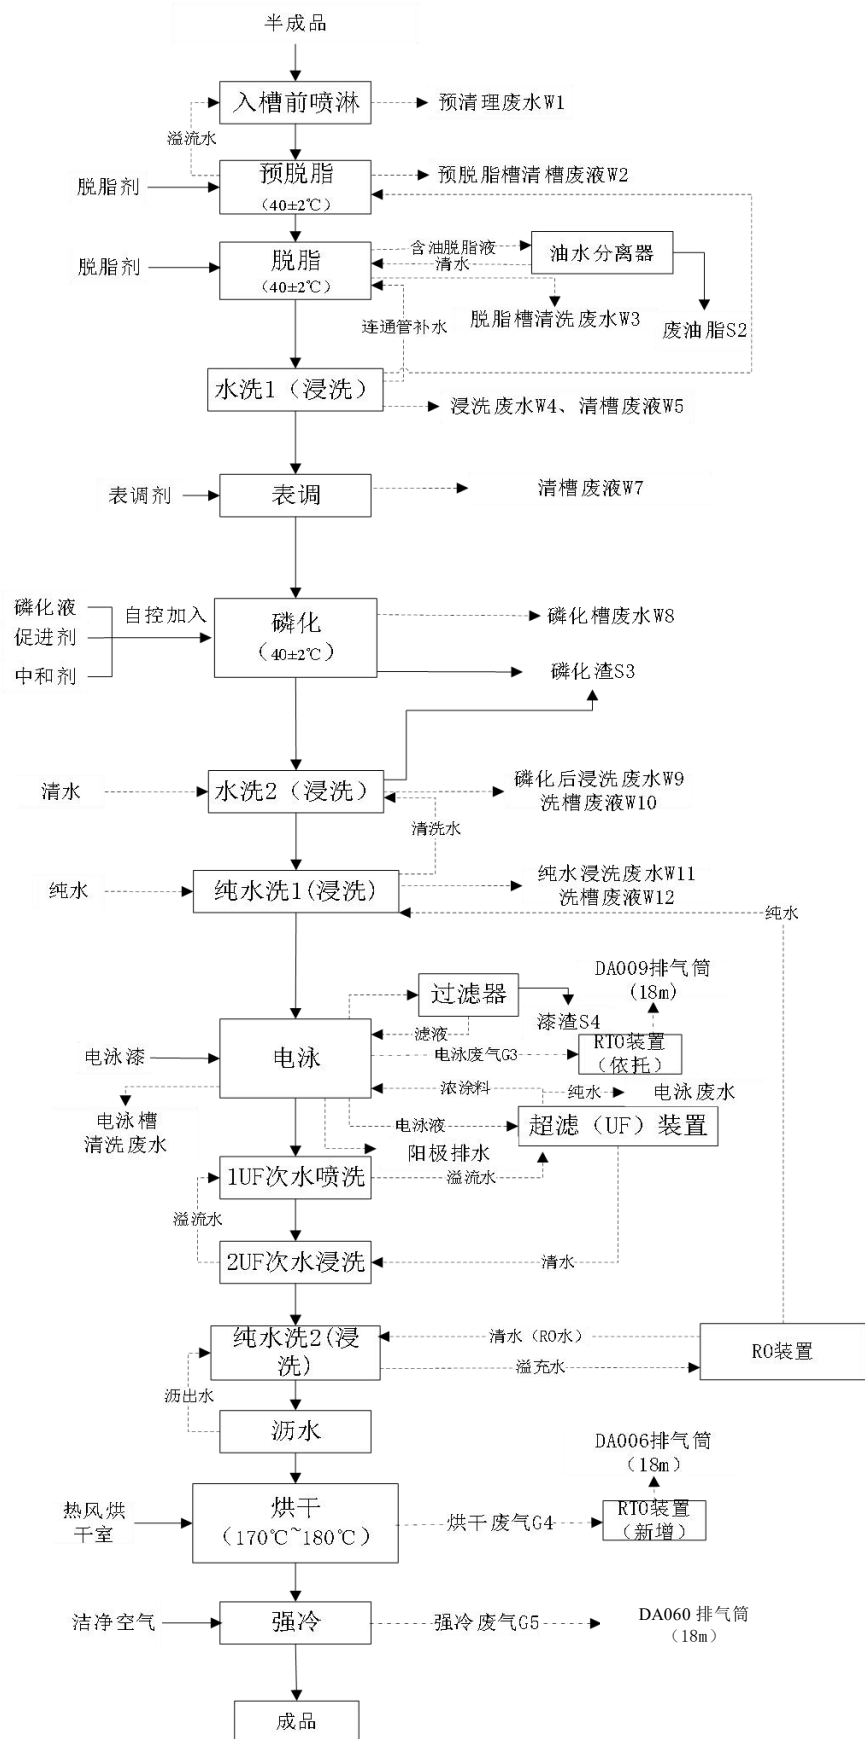 半成品
入槽前喷淋
预清理废水W1
溢流水
脱脂剂
预脱脂
(40±2℃)
预脱脂槽清槽废液W2
脱脂剂
脱脂
(40±2℃)
含油脱脂液
清水
油水分离器
脱脂槽清洗废水W3
废油脂S2
连通管补水
水洗1（浸洗）
浸洗废水W4、清槽废液W5
表调剂
表调
清槽废液W7
磷化液
促进剂
中和剂
自控加入
磷化
(40±2℃)
磷化槽废水W8
磷化渣S3
清水
水洗2（浸洗）
磷化后浸洗废水W9
洗槽废液W10
清洗水
纯水
纯水洗1(浸洗)
纯水浸洗废水W11
洗槽废液W12
纯水
DA009排气筒
(18m)
过滤器
漆渣S4
滤液
电泳漆
电泳
电泳废气G3
RTO装置
（依托）
浓涂料
纯水
电泳废水
电泳槽
清洗废水
电泳液
超滤（UF）装置
阳极排水
1UF次水喷洗
溢流水
溢流水
2UF次水浸洗
清水
纯水洗2(浸
洗)
清水（RO水）
溢充水
RO装置
沥出水
沥水
DA006排气筒
（18m）
热风烘
干室
烘干
（170℃~180℃）
烘干废气G4
RTO装置
（新增）
洁净空气
强冷
强冷废气G5
DA060 排气筒
（18m）
成品